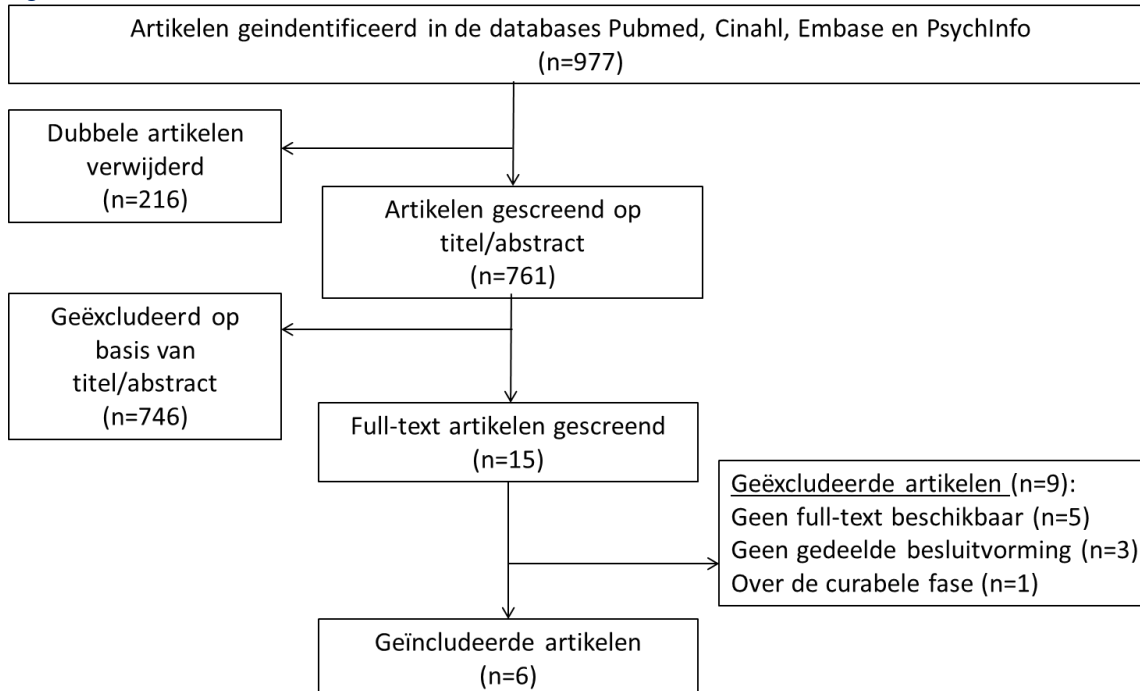 Artikelen geindentificeerd in de databases Pubmed, Cinahl, Embase en PsychInfo
(n=977)
Dubbele artikelen
verwijderd
(n=216)
Artikelen gescreend op
titel/abstract
(n=761)
Geëxcludeerd op
basis van
titel/abstract
(n=746)
Full-text artikelen gescreend
(n=15)
Geëxcludeerde artikelen (n=9):
Geen full-text beschikbaar (n=5)
Geen gedeelde besluitvorming (n=3)
Over de curabele fase (n=1)
Geïncludeerde artikelen
(n=6)